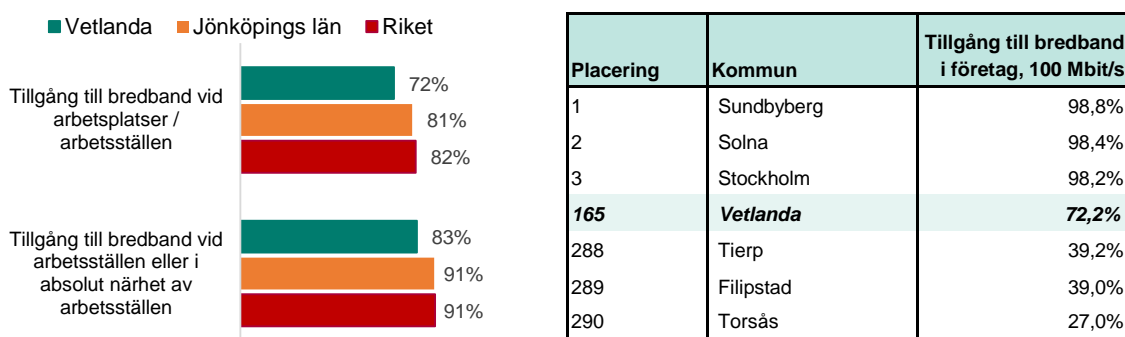 Vetlanda Jönköpings län Riket
Tillgång till bredband vid
arbetsplatser /
arbetsställen
72%
81%
82%
Tillgång till bredband vid
arbetsställen eller i
absolut närhet av
arbetsställen
83%
91%
91%
Placering Kommun Tillgång till bredband i företag, 100 Mbit/s
1 Sundbyberg 98,8%
2 Solna 98,4%
3 Stockholm 98,2%
165 Vetlanda 72,2%
288 Tierp 39,2%
289 Filipstad 39,0%
290 Torsås 27,0%